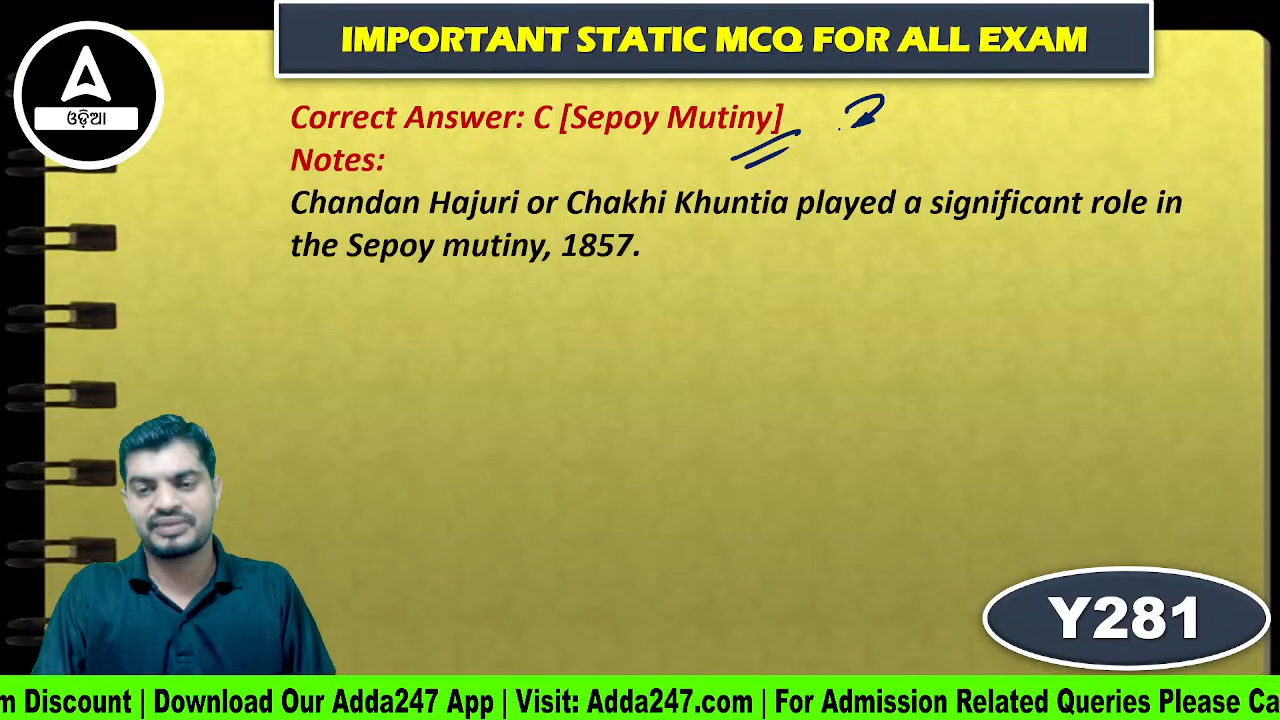 IMPORTANT STATIC MCQ FOR ALL EXAM
ଓଡ଼ିଆ
Correct Answer: C [Sepoy Mutiny]
Notes:
Chandan Hajuri or Chakhi Khuntia played a significant role in
the Sepoy mutiny, 1857.
Y281
m Discount | Download Our Adda247 App | Visit: Adda247.com | For Admission Related Queries Please Ca